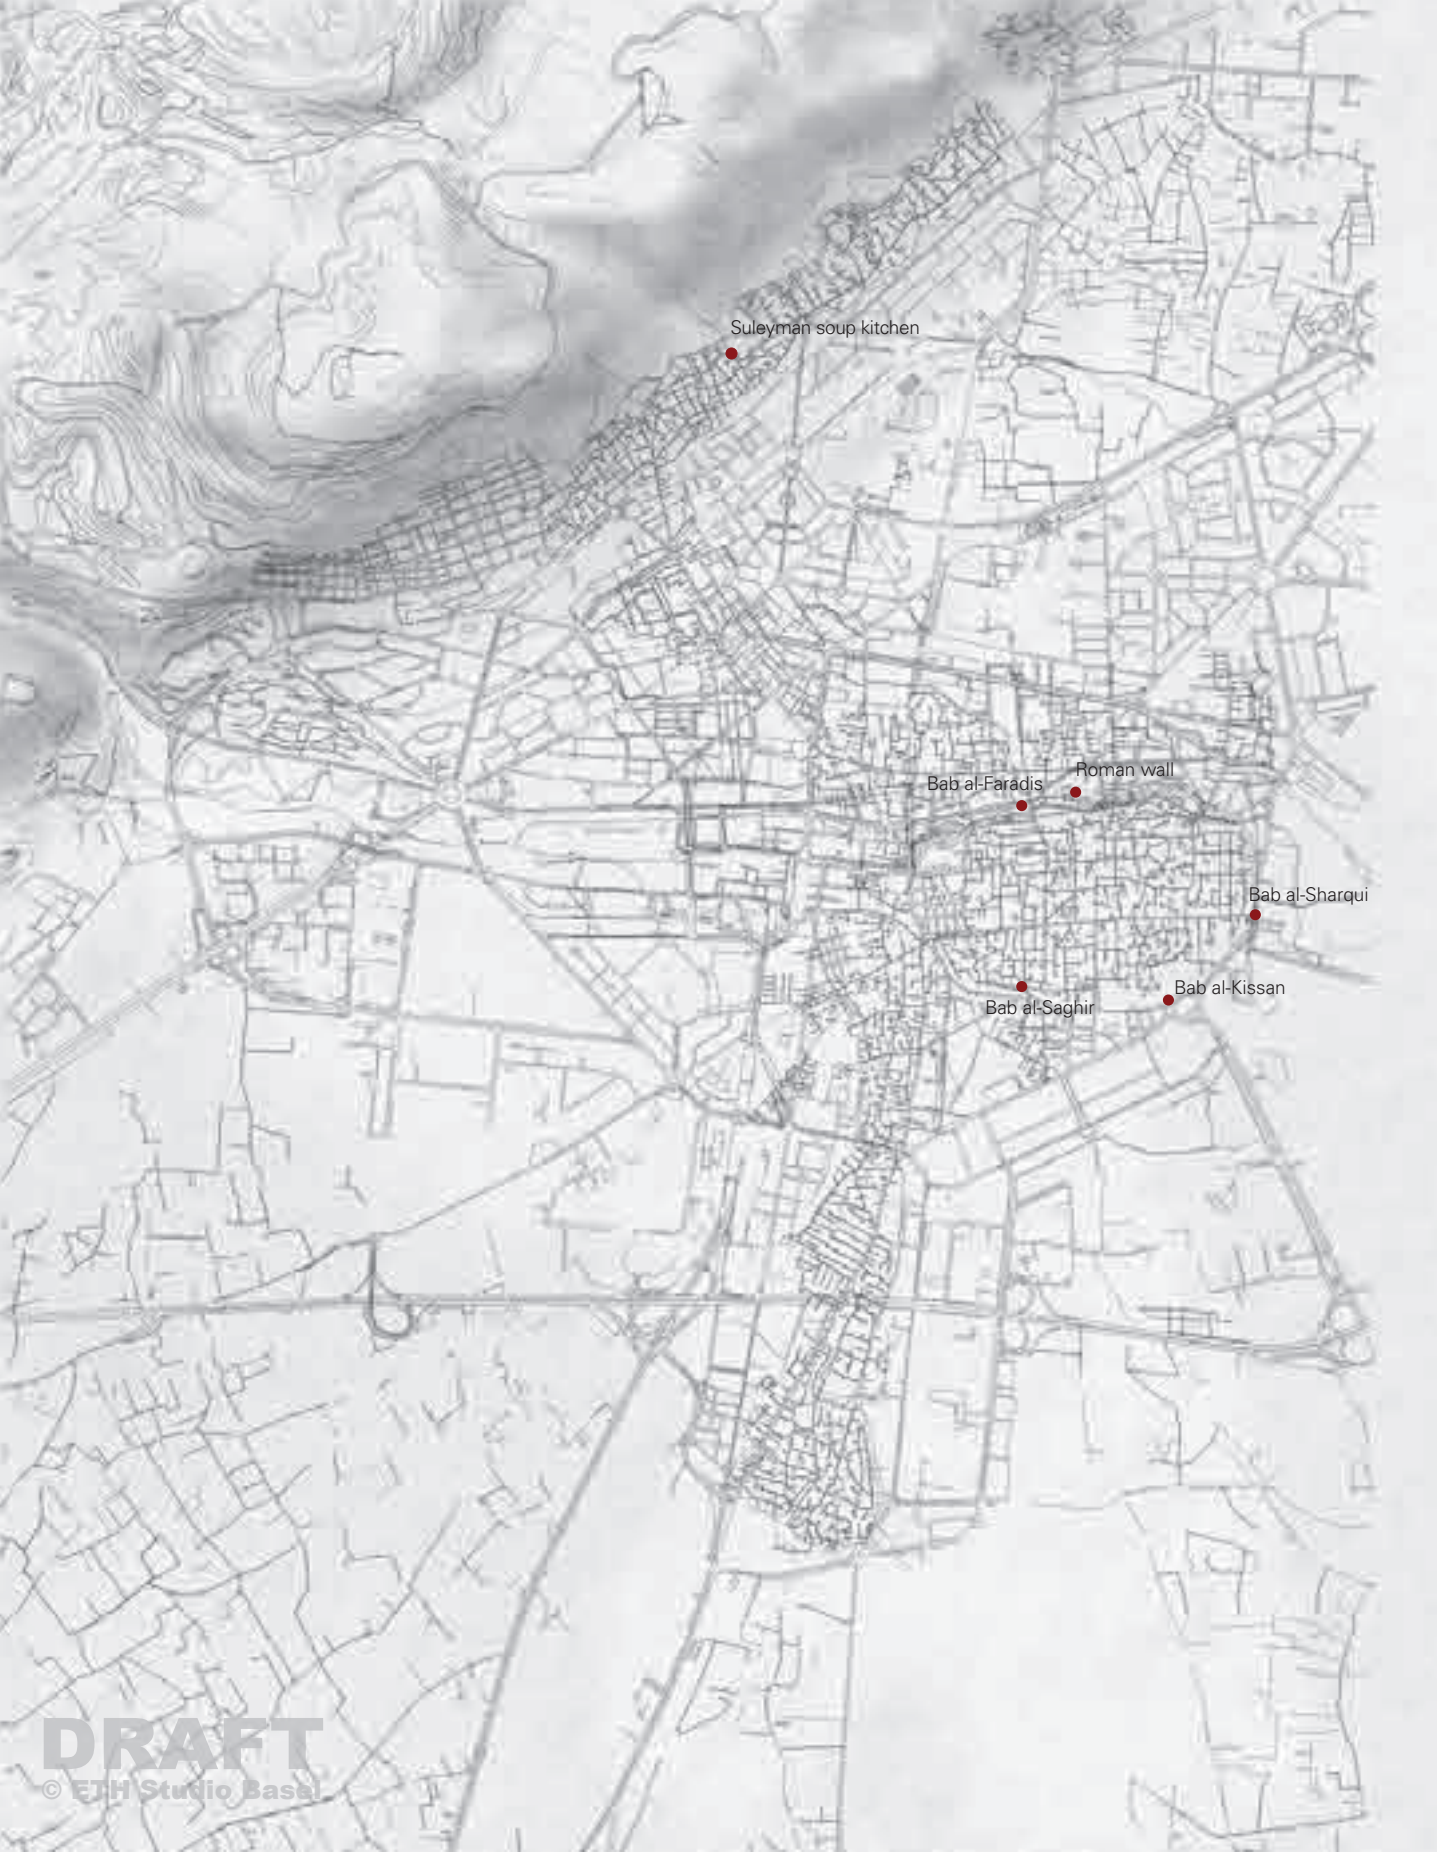 Suleyman soup kitchen
Roman wall
Bab al-Faradis
Bab al-Sharqui
Bab al-Kissan
Bab al-Saghir
DRAFT
© ETH Studio Basel